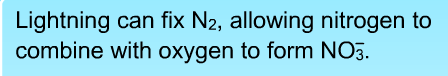 Lightning can fix N₂, allowing nitrogen to
combine with oxygen to form NO₃⁻.